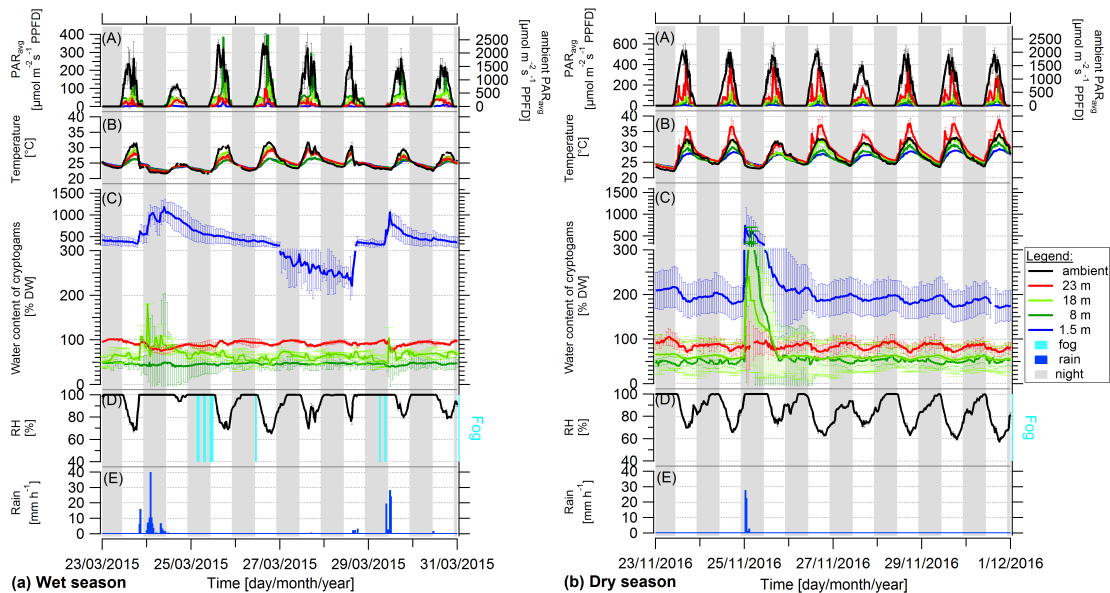 (A)
PARavg
[µmol m-2 s-1 PPFD]
400
300
200
100
0
2500
2000
1500
1000
500
0
ambient PARavg
[µmol m-2 s-1 PPFD]
(B)
Temperature
[°C]
40
35
30
25
20
(C)
Water content of cryptogams
[% DW]
1500
1000
500
300
200
100
0
(D)
RH
[%]
100
80
60
40
Fog
(E)
Rain
[mm h-1]
40
30
20
10
0
23/03/2015
25/03/2015
27/03/2015
29/03/2015
31/03/2015
(a) Wet season
Time [day/month/year]
(A)
PARavg
[µmol m-2 s-1 PPFD]
600
400
200
0
2000
1500
1000
500
0
ambient PARavg
[µmol m-2 s-1 PPFD]
(B)
Temperature
[°C]
40
35
30
25
20
(C)
Water content of cryptogams
[% DW]
1500
1000
500
300
200
100
0
(D)
RH
[%]
100
80
60
40
Fog
(E)
Rain
[mm h-1]
40
30
20
10
0
23/11/2016
25/11/2016
27/11/2016
29/11/2016
1/12/2016
(b) Dry season
Time [day/month/year]
Legend:
ambient
23 m
18 m
8 m
1.5 m
fog
rain
night